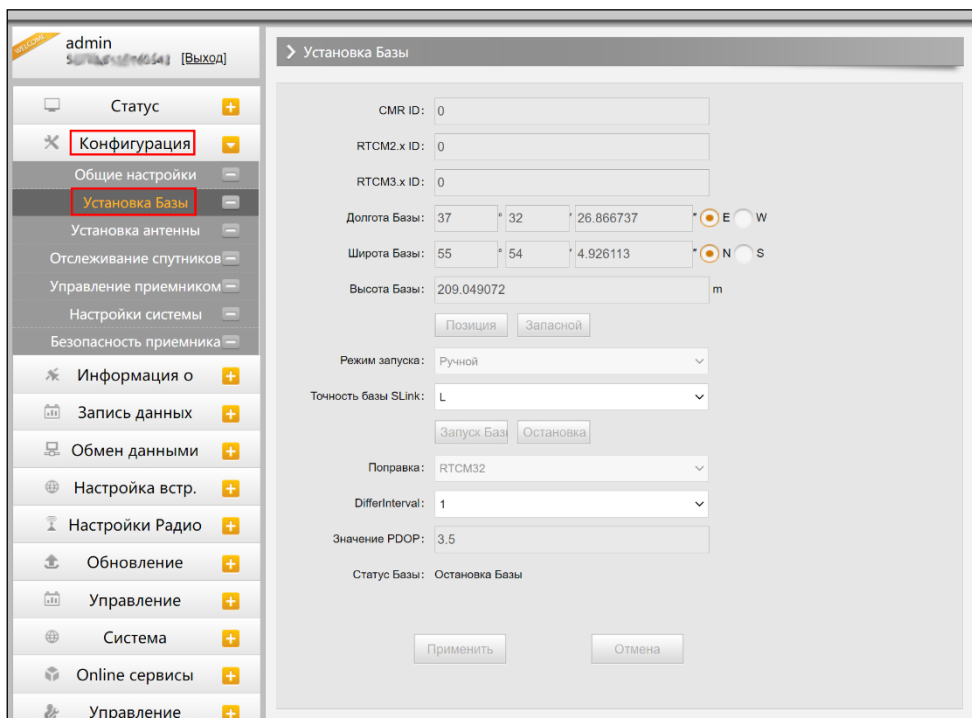 WELCOME
admin
[Выход]
Статус
Конфигурация
Общие настройки
Установка Базы
Установка антенны
Отслеживание спутников
Управление приемником
Настройки системы
Безопасность приемника
Информация о
Запись данных
Обмен данными
Настройка встр.
Настройки Радио
Обновление
Управление
Система
Online сервисы
Управление
Установка Базы
CMR ID: 0
RTCM2.x ID: 0
RTCM3.x ID: 0
Долгота Базы: 37 ° 32 ′ 26.866737 ″ E W
Широта Базы: 55 ° 54 ′ 4.926113 ″ N S
Высота Базы: 209.049072 m
Позиция Запасной
Режим запуска: Ручной
Точность базы SLink: L
Запуск Базы Остановка
Поправка: RTCM32
DifferInterval: 1
Значение PDOP: 3.5
Статус Базы: Остановка Базы
Применить Отмена